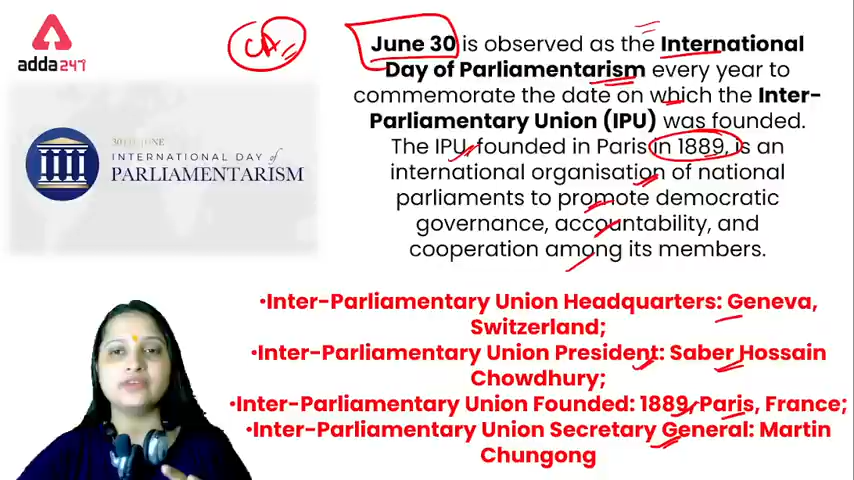 adda247
CA
June 30 is observed as the International
Day of Parliamentarism every year to
commemorate the date on which the Inter-
Parliamentary Union (IPU) was founded.
The IPU, founded in Paris in 1889, is an
international organisation of national
parliaments to promote democratic
governance, accountability, and
cooperation among its members.
30TH JUNE
INTERNATIONAL DAY of
PARLIAMENTARISM
•Inter-Parliamentary Union Headquarters: Geneva,
Switzerland;
•Inter-Parliamentary Union President: Saber Hossain
Chowdhury;
•Inter-Parliamentary Union Founded: 1889, Paris, France;
•Inter-Parliamentary Union Secretary General: Martin
Chungong